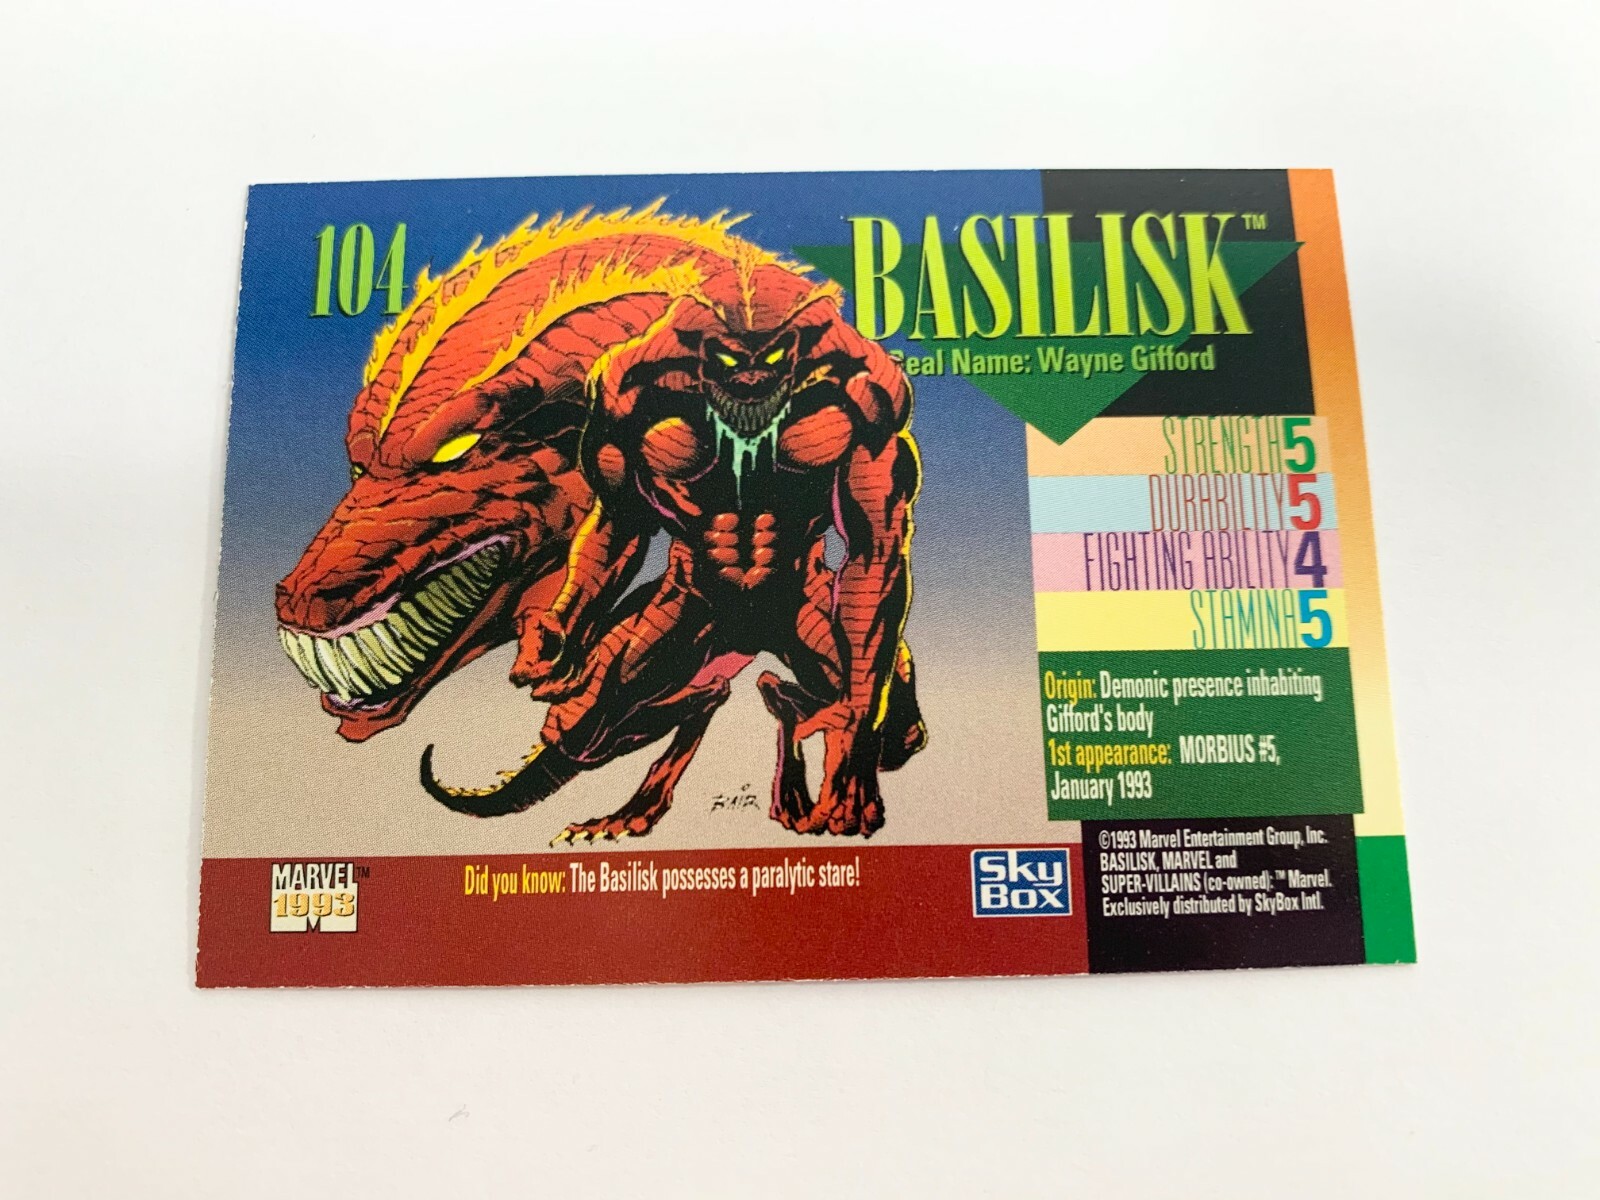 104
BASILISK™
Real Name: Wayne Gifford
STRENGTH 5
DURABILITY 5
FIGHTING ABILITY 4
STAMINA 5
Origin: Demonic presence inhabiting
Gifford's body
1st appearance: MORBIUS #5,
January 1993
BLAIR
MARVEL™
1993
Did you know: The Basilisk possesses a paralytic stare!
SKY
BOX
©1993 Marvel Entertainment Group, Inc.
BASILISK, MARVEL and
SUPER-VILLAINS (co-owned): ™ Marvel.
Exclusively distributed by SkyBox Intl.